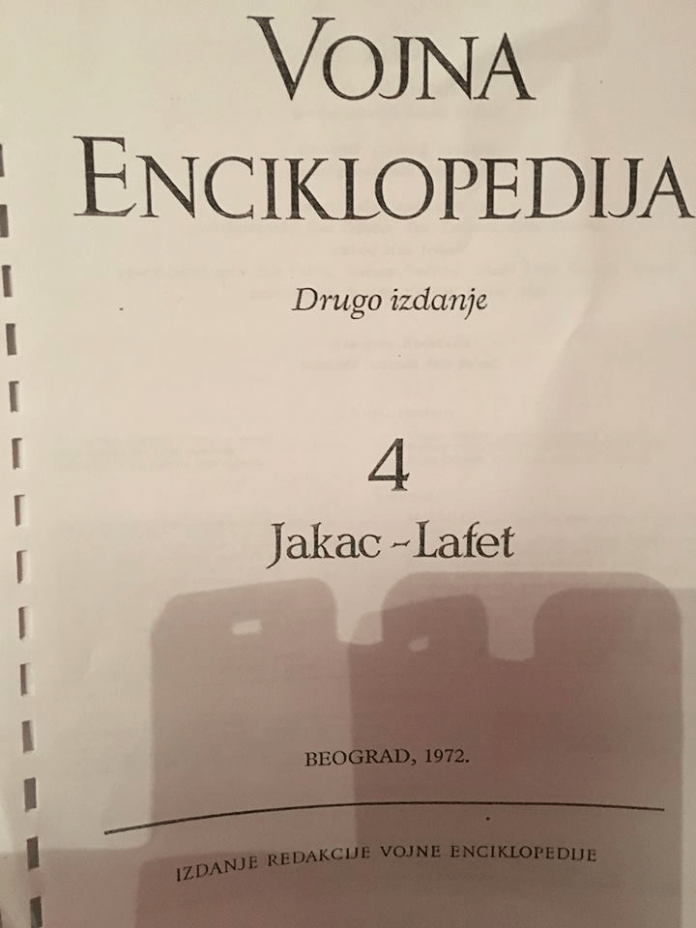 VOJNA
ENCIKLOPEDIJA
Drugo izdanje
4
Jakac - Lafet
BEOGRAD, 1972.
IZDANJE REDAKCIJE VOJNE ENCIKLOPEDIJE